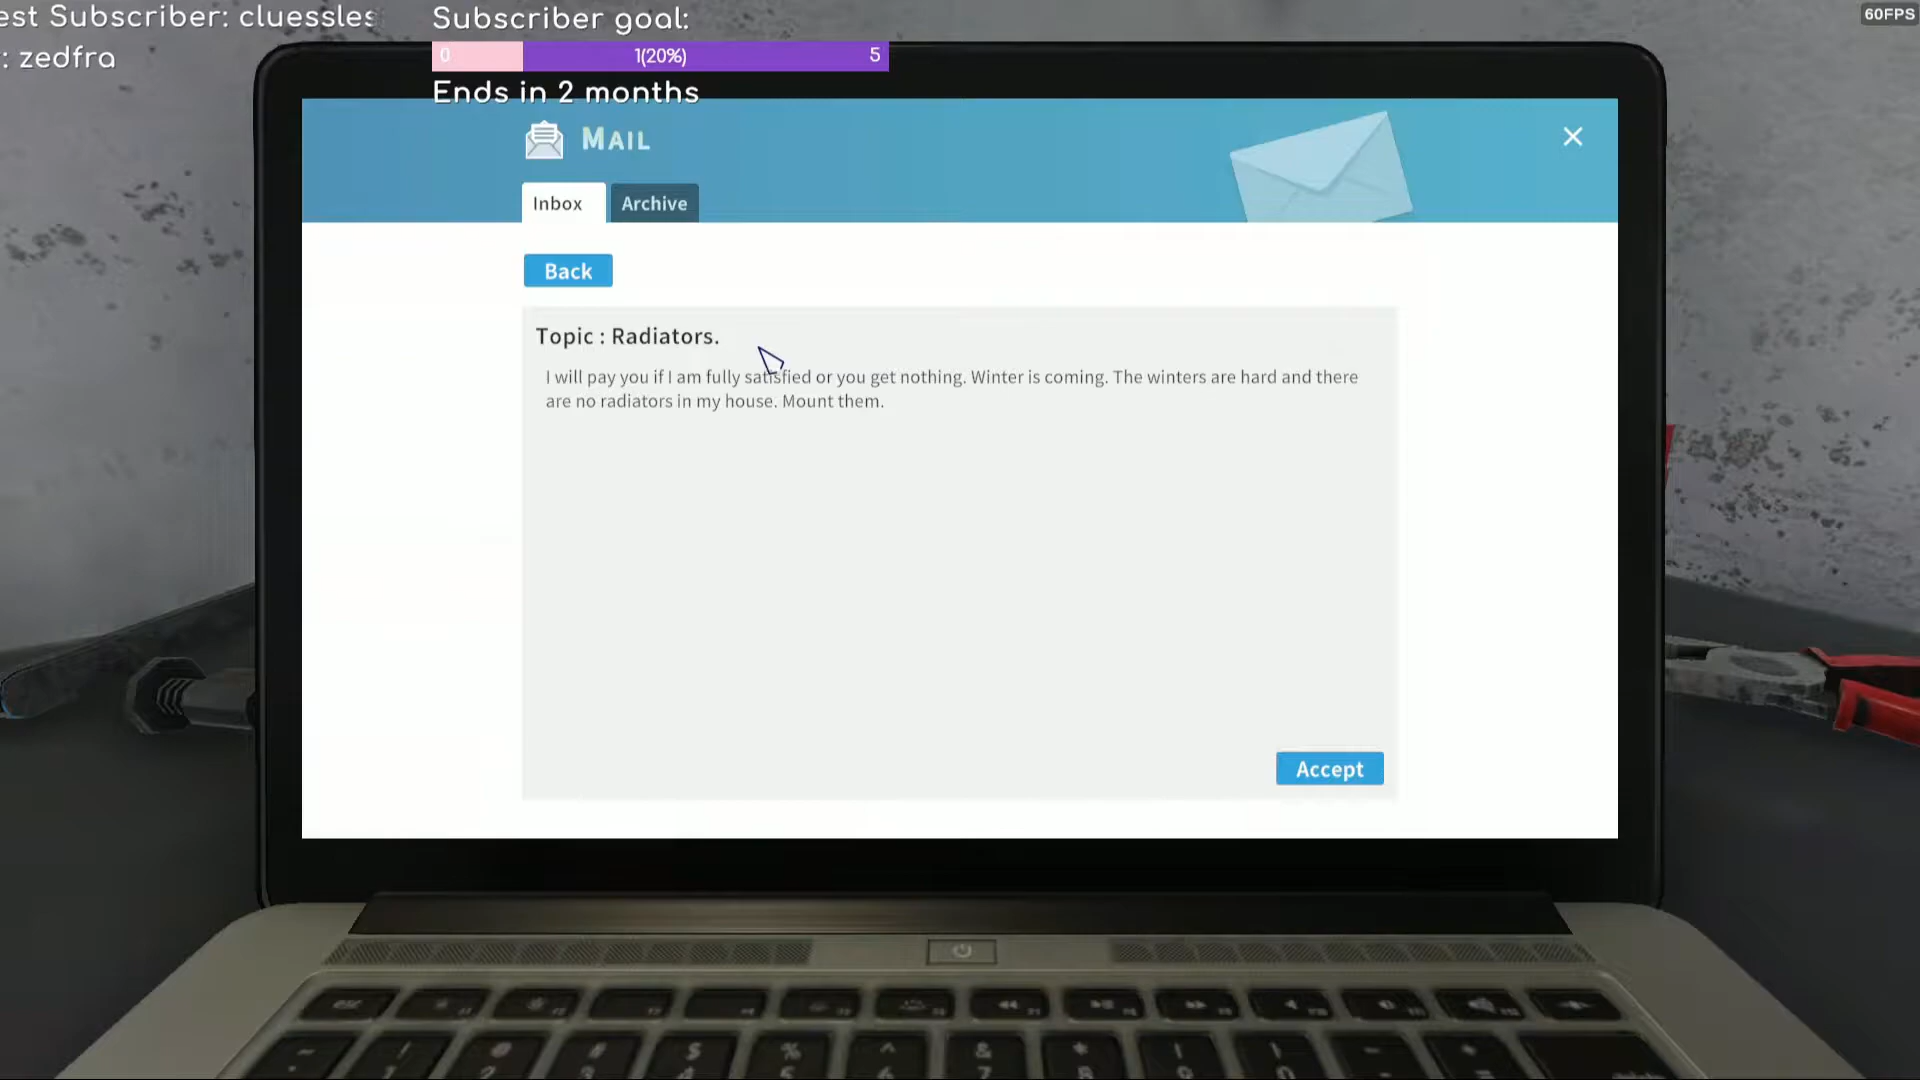 est Subscriber: cluessles
: zedfra
Subscriber goal:
0 1(20%) 5
Ends in 2 months
60FPS
MAIL
Inbox Archive
Back
Topic : Radiators.
I will pay you if I am fully satisfied or you get nothing. Winter is coming. The winters are hard and there
are no radiators in my house. Mount them.
Accept
esc